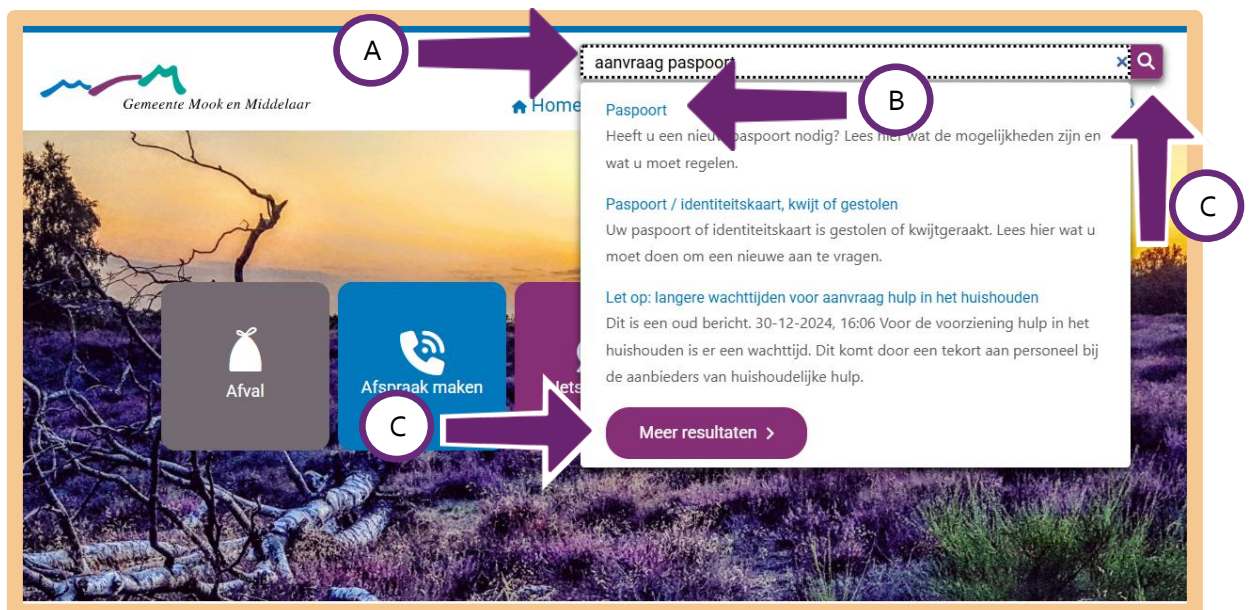 A
aanvraag paspoort
Gemeente Mook en Middelaar
Home
B
Paspoort
Heeft u een nieuw paspoort nodig? Lees hier wat de mogelijkheden zijn en
wat u moet regelen.
C
Paspoort / identiteitskaart, kwijt of gestolen
Uw paspoort of identiteitskaart is gestolen of kwijtgeraakt. Lees hier wat u
moet doen om een nieuwe aan te vragen.
Let op: langere wachttijden voor aanvraag hulp in het huishouden
Dit is een oud bericht. 30-12-2024, 16:06 Voor de voorziening hulp in het
huishouden is er een wachttijd. Dit komt door een tekort aan personeel bij
de aanbieders van huishoudelijke hulp.
Afval
Afspraak maken
C
Meer resultaten